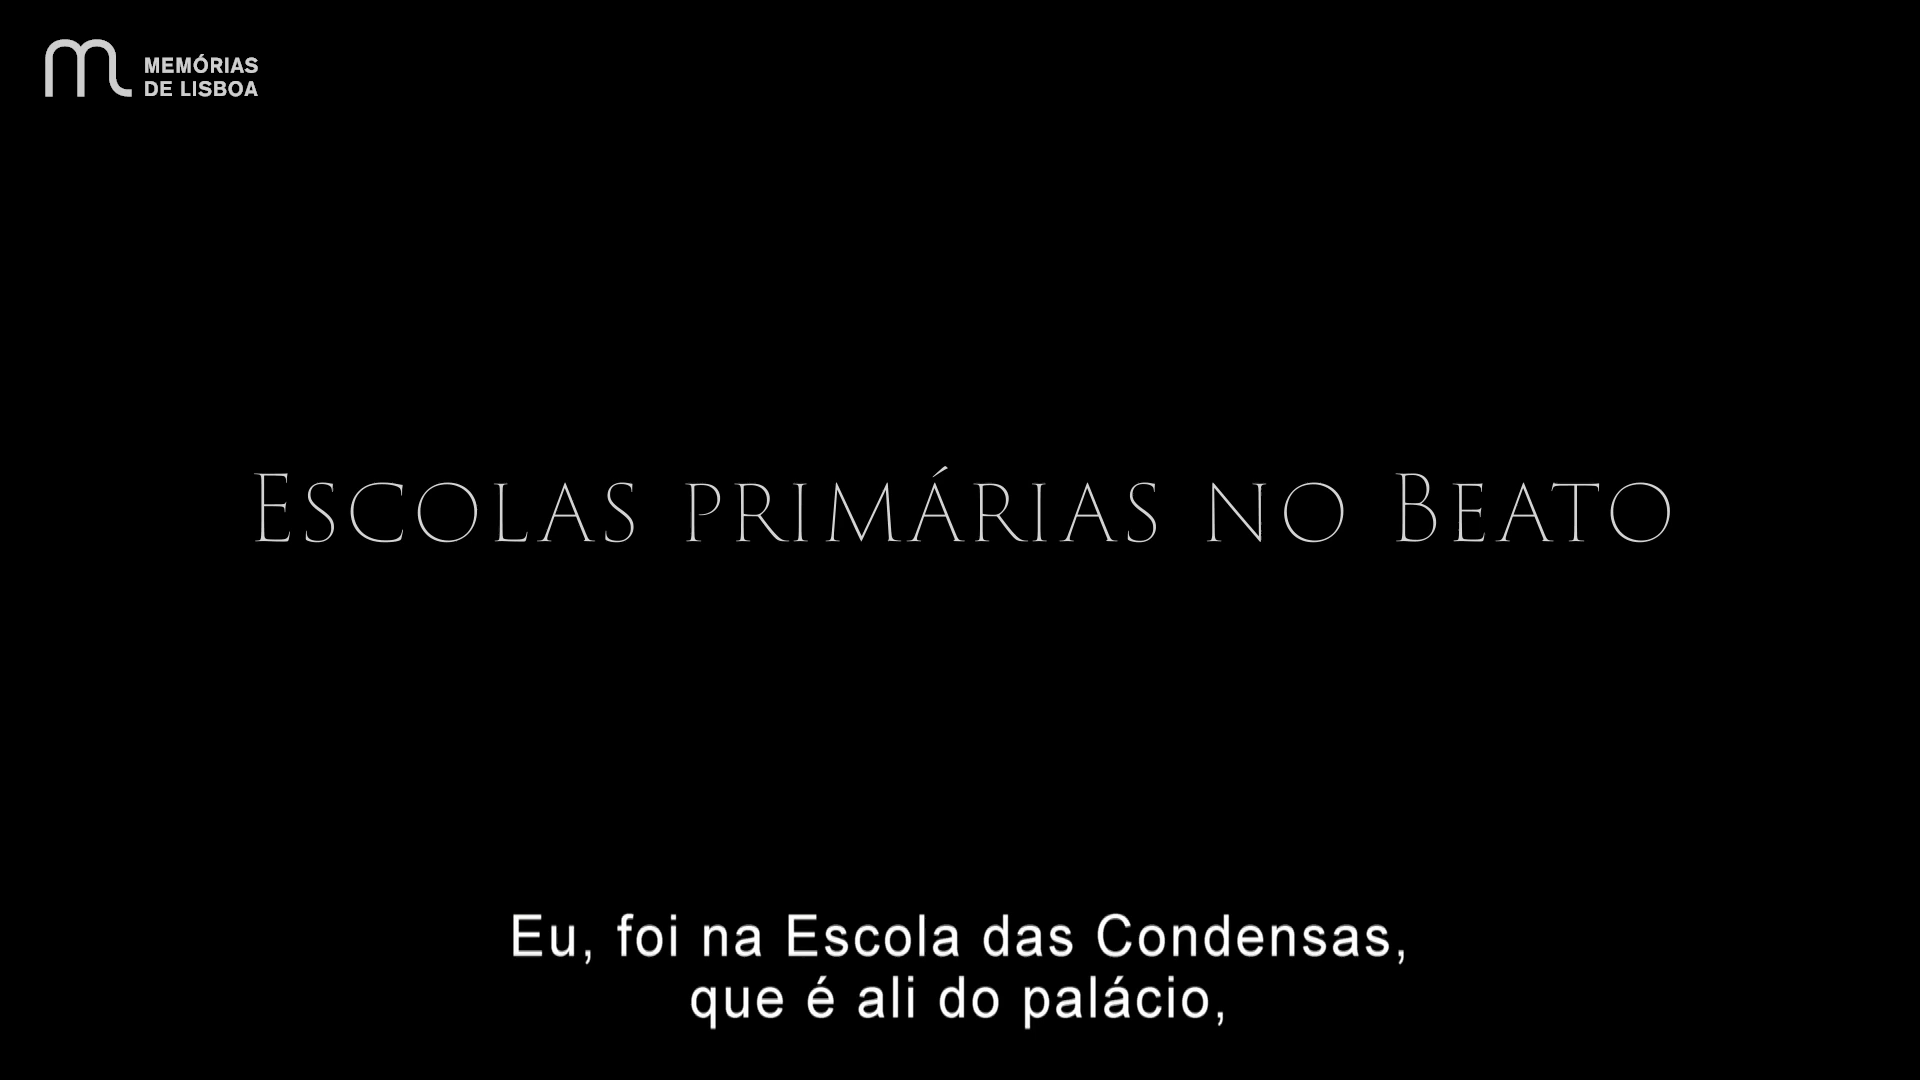 MEMÓRIAS
DE LISBOA
ESCOLAS PRIMÁRIAS NO BEATO
Eu, foi na Escola das Condensas,
que é ali do palácio,